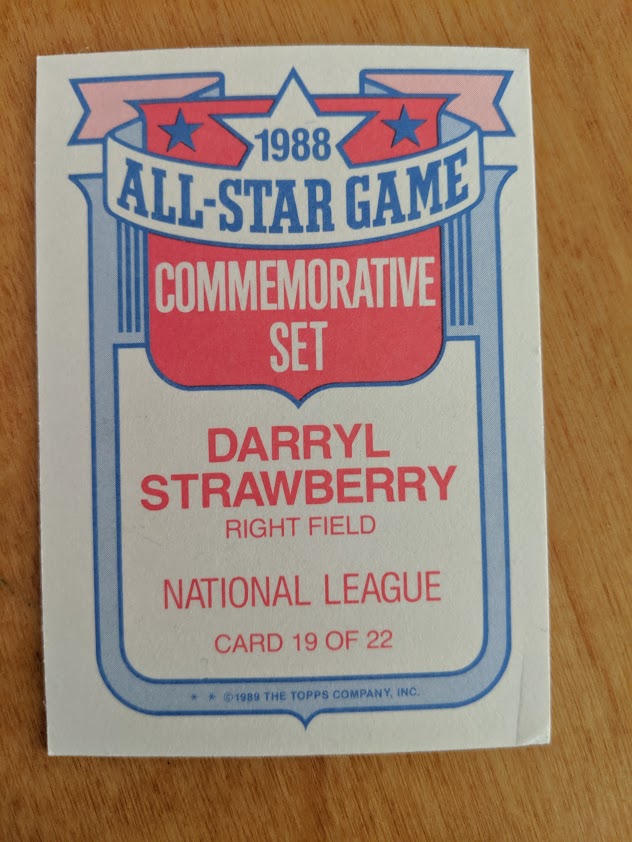 1988
ALL-STAR GAME
COMMEMORATIVE
SET
DARRYL
STRAWBERRY
RIGHT FIELD
NATIONAL LEAGUE
CARD 19 OF 22
* * ©1989 THE TOPPS COMPANY, INC.